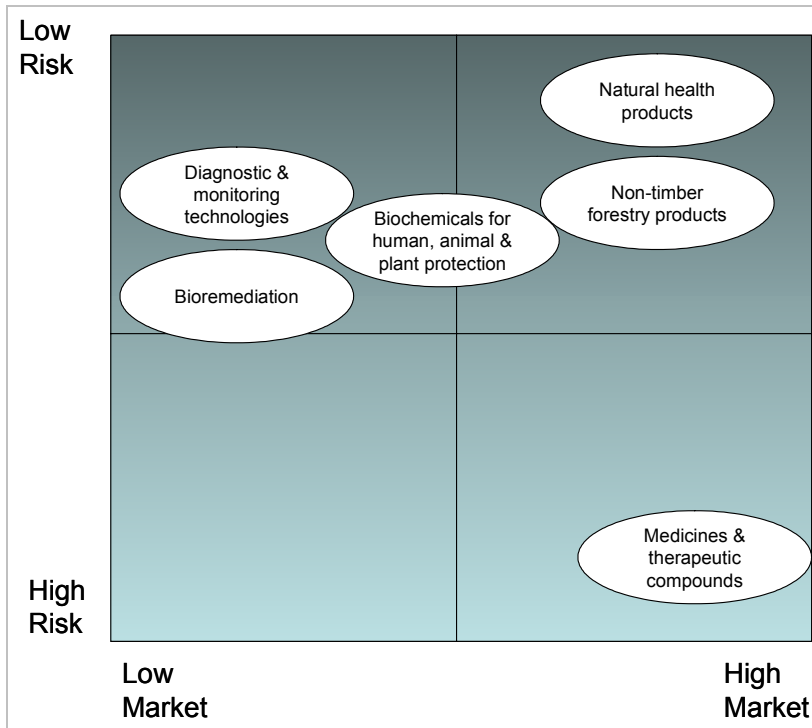 Low
Risk
Natural health
products
Diagnostic &
monitoring
technologies
Non-timber
forestry products
Biochemicals for
human, animal &
plant protection
Bioremediation
Medicines &
therapeutic
compounds
High
Risk
Low
Market
High
Market